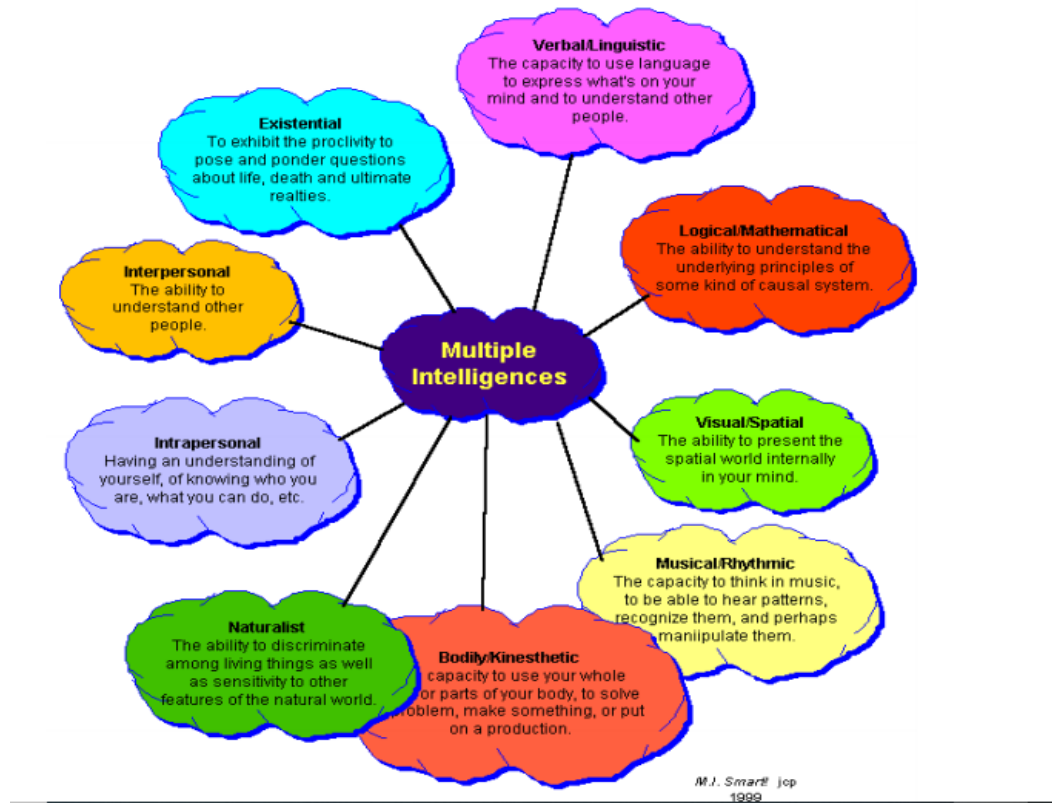 Verbal/Linguistic
The capacity to use language
to express what's on your
mind and to understand other
people.
Existential
To exhibit the proclivity to
pose and ponder questions
about life, death and ultimate
realties.
Logical/Mathematical
The ability to understand the
underlying principles of
some kind of causal system.
Interpersonal
The ability to
understand other
people.
Multiple
Intelligences
Visual/Spatial
The ability to present the
spatial world internally
in your mind.
Intrapersonal
Having an understanding of
yourself, of knowing who you
are, what you can do, etc.
Musical/Rhythmic
The capacity to think in music,
to be able to hear patterns,
recognize them, and perhaps
maniipulate them.
Naturalist
The ability to discriminate
among living things as well
as sensitivity to other
features of the natural world.
Bodily/Kinesthetic
capacity to use your whole
or parts of your body, to solve
roblem, make something, or put
on a production.
M.I. Smart! jcp
1999